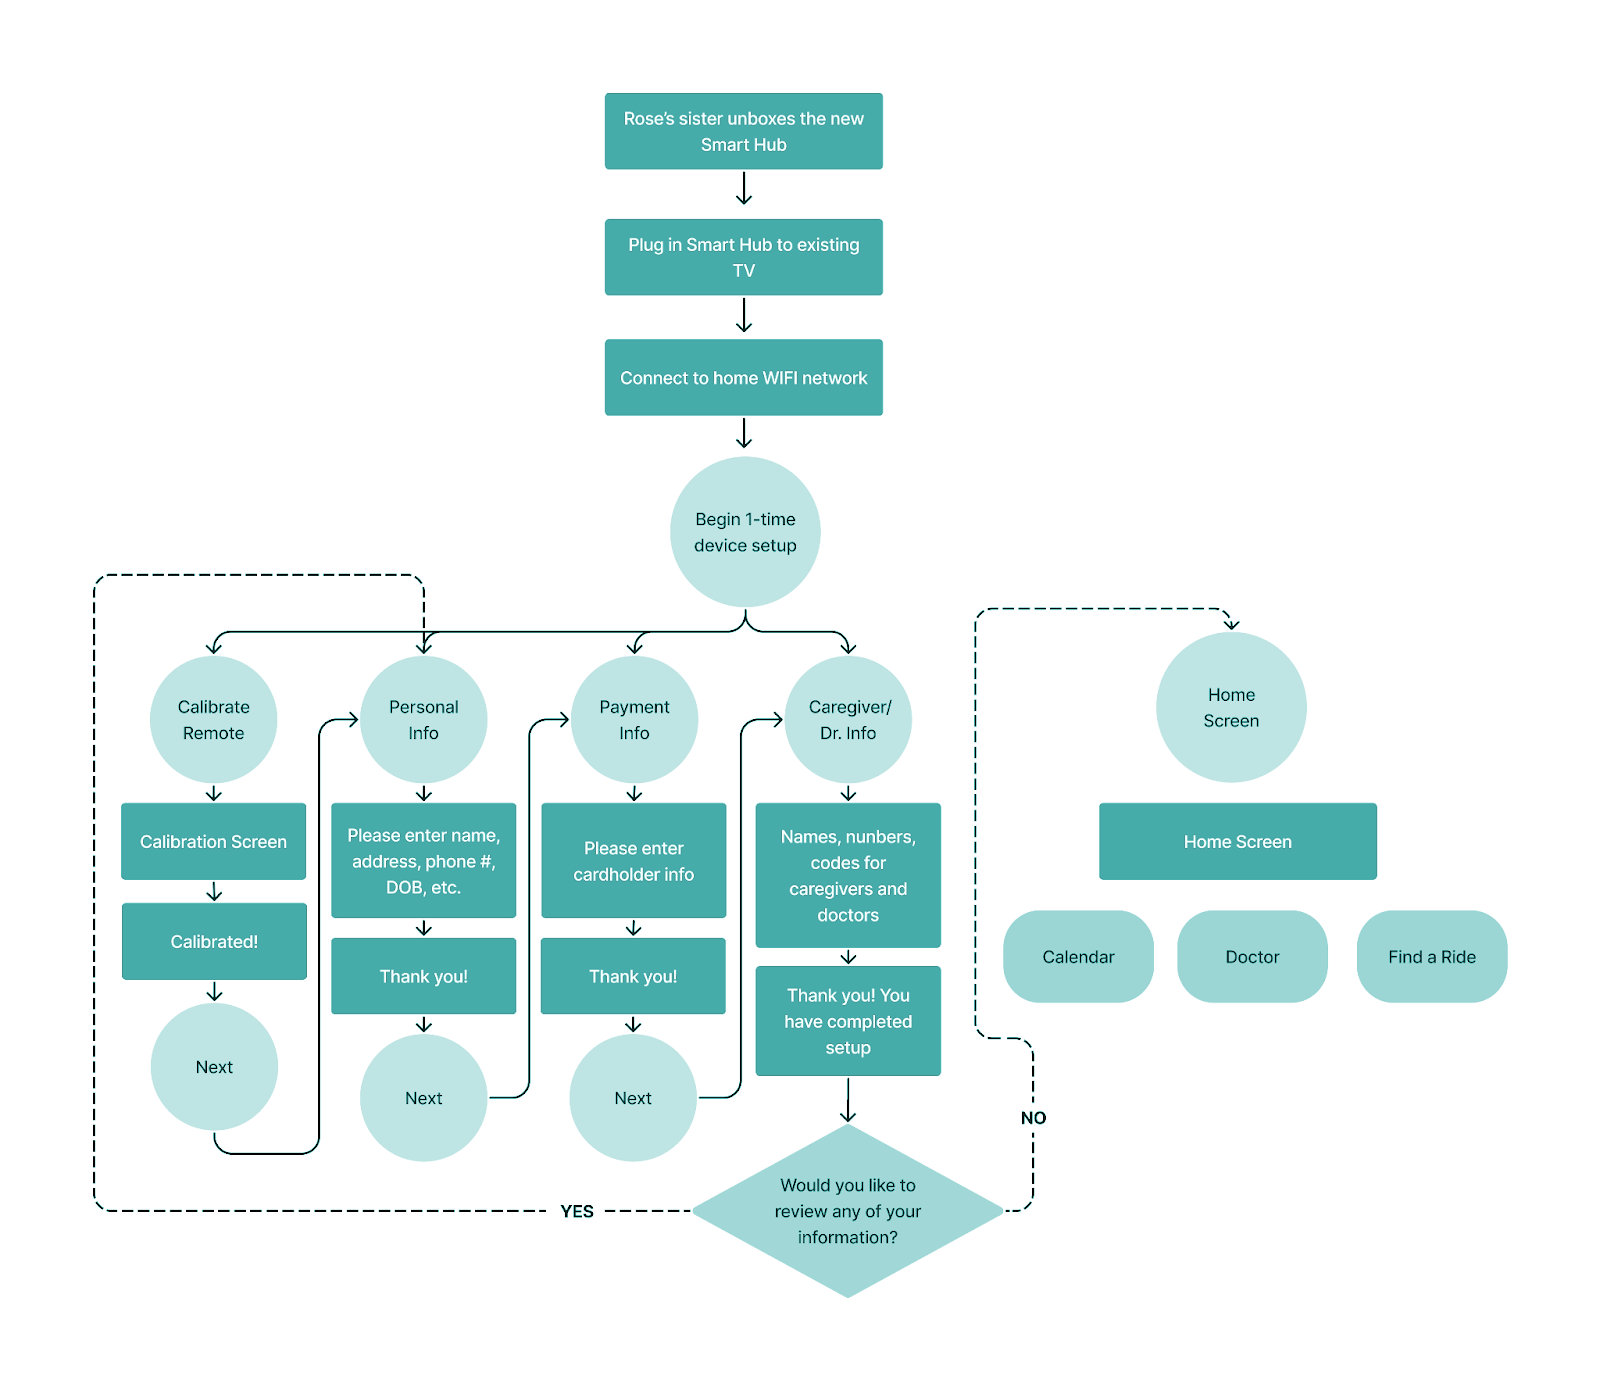 Rose’s sister unboxes the new
Smart Hub
Plug in Smart Hub to existing
TV
Connect to home WIFI network
Begin 1-time
device setup
Calibrate
Remote
Calibration Screen
Calibrated!
Next
Personal
Info
Please enter name,
address, phone #,
DOB, etc.
Thank you!
Next
Payment
Info
Please enter
cardholder info
Thank you!
Next
Caregiver/
Dr. Info
Names, nunbers,
codes for
caregivers and
doctors
Thank you! You
have completed
setup
Would you like to
review any of your
information?
YES
NO
Home
Screen
Home Screen
Calendar
Doctor
Find a Ride